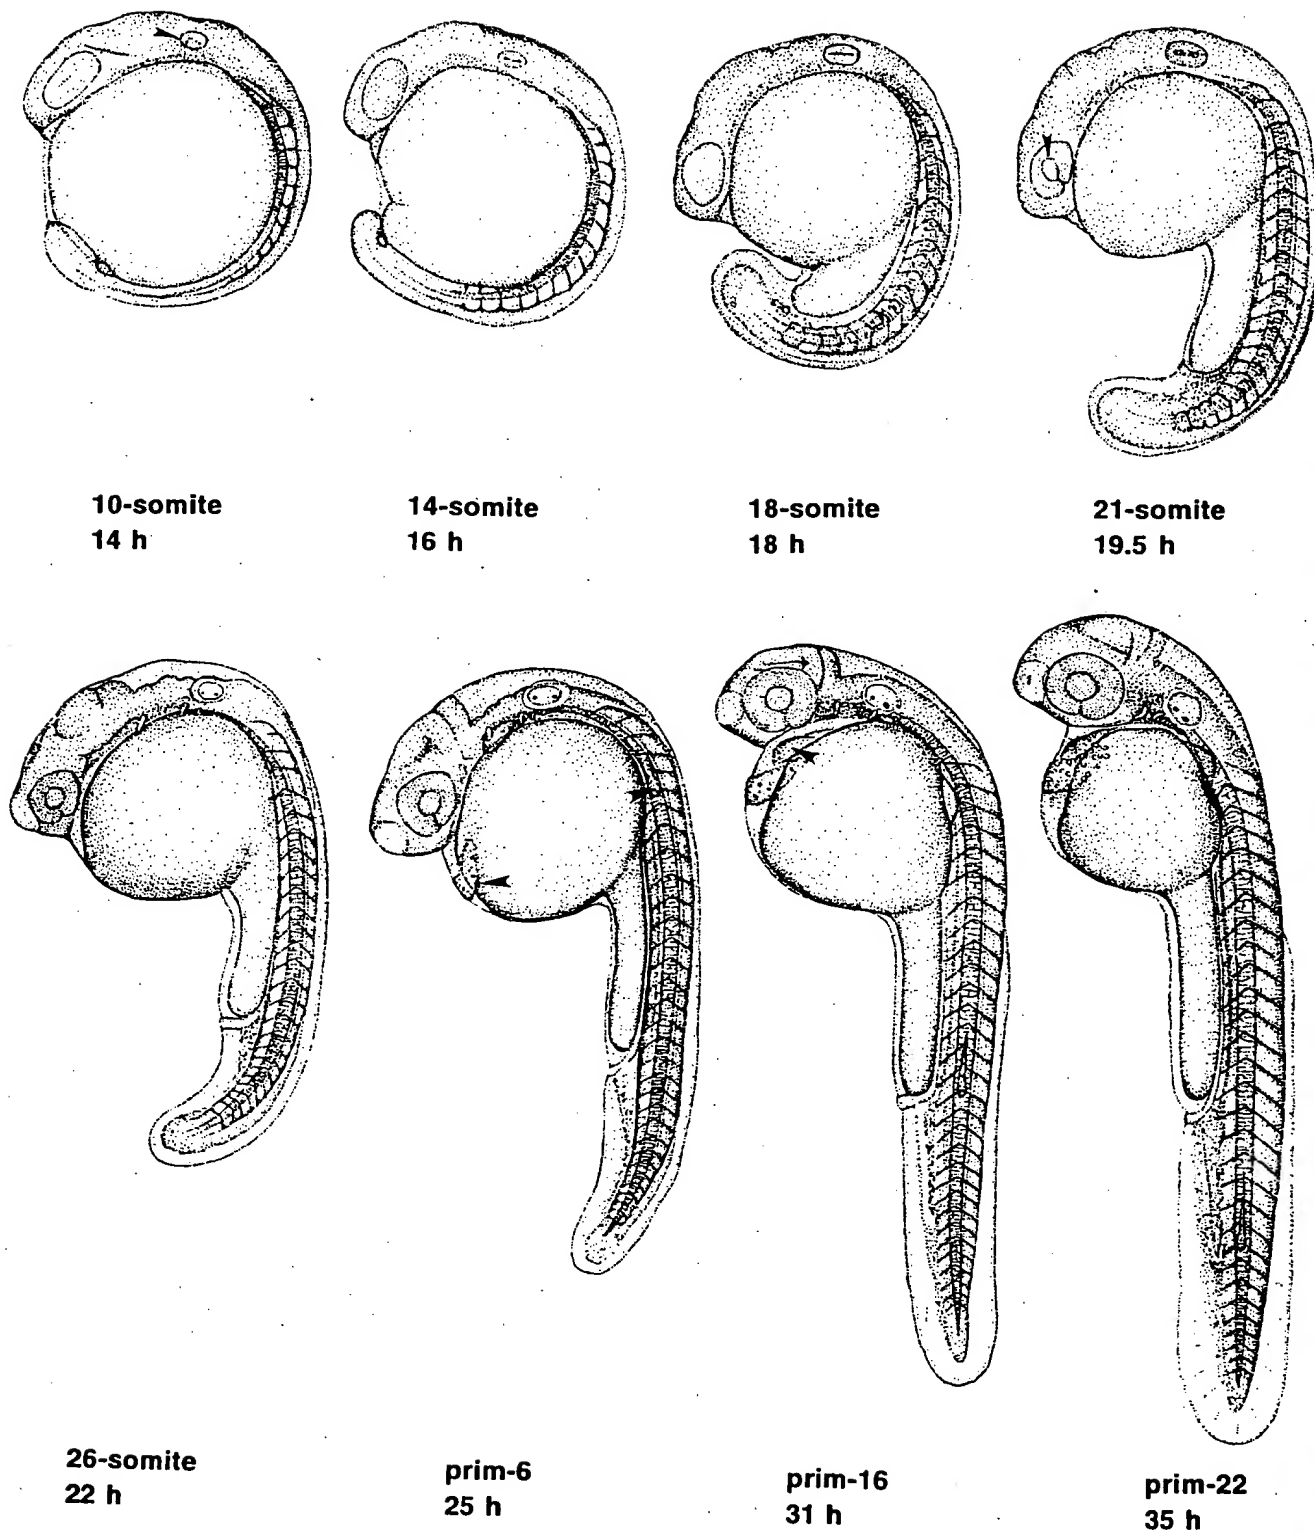 10-somite
14 h
14-somite
16 h
18-somite
18 h
21-somite
19.5 h
26-somite
22 h
prim-6
25 h
prim-16
31 h
prim-22
35 h